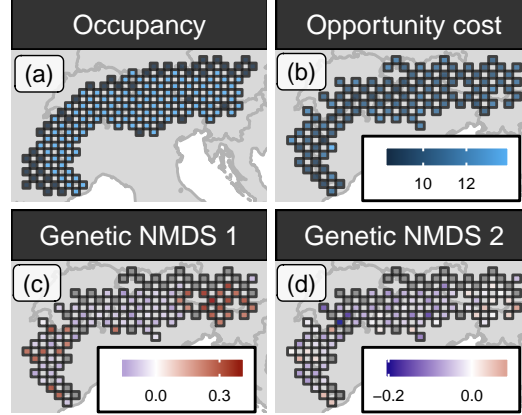 Occupancy
Opportunity cost
(a)
(b)
10 12
Genetic NMDS 1
Genetic NMDS 2
(c)
(d)
0.0 0.3
−0.2 0.0